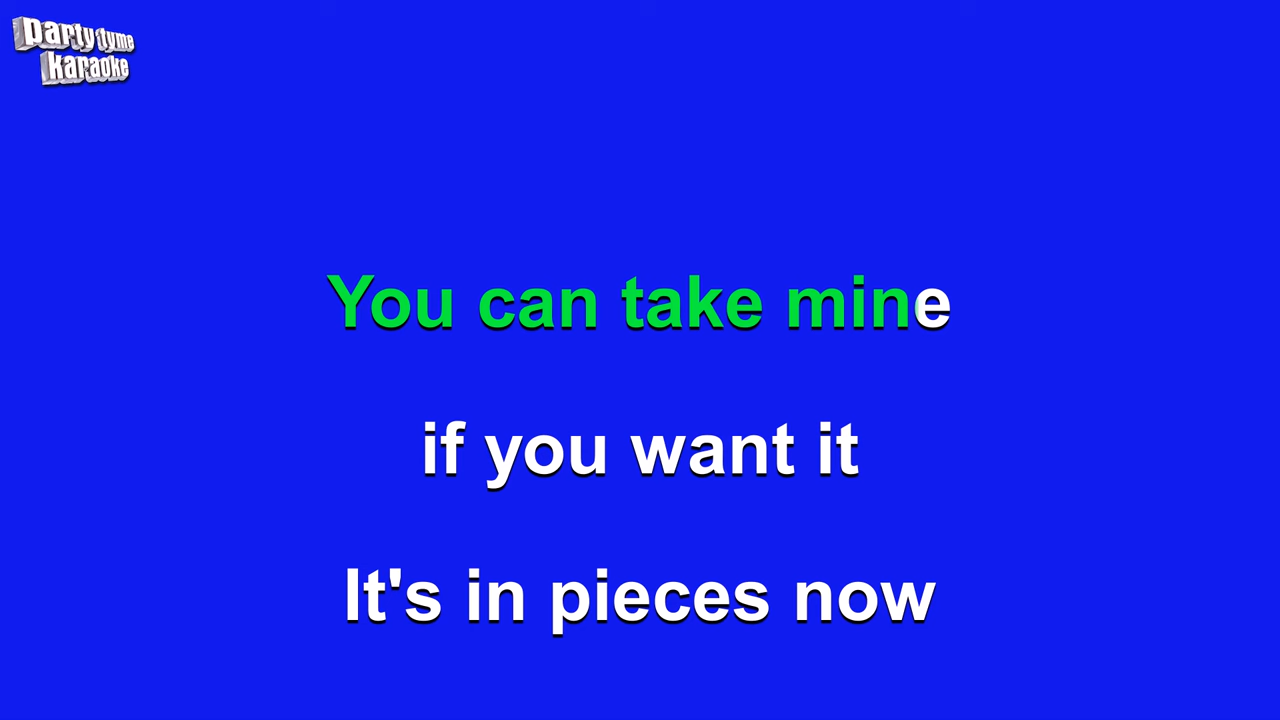 party tyme
karaoke
You can take mine
if you want it
It's in pieces now